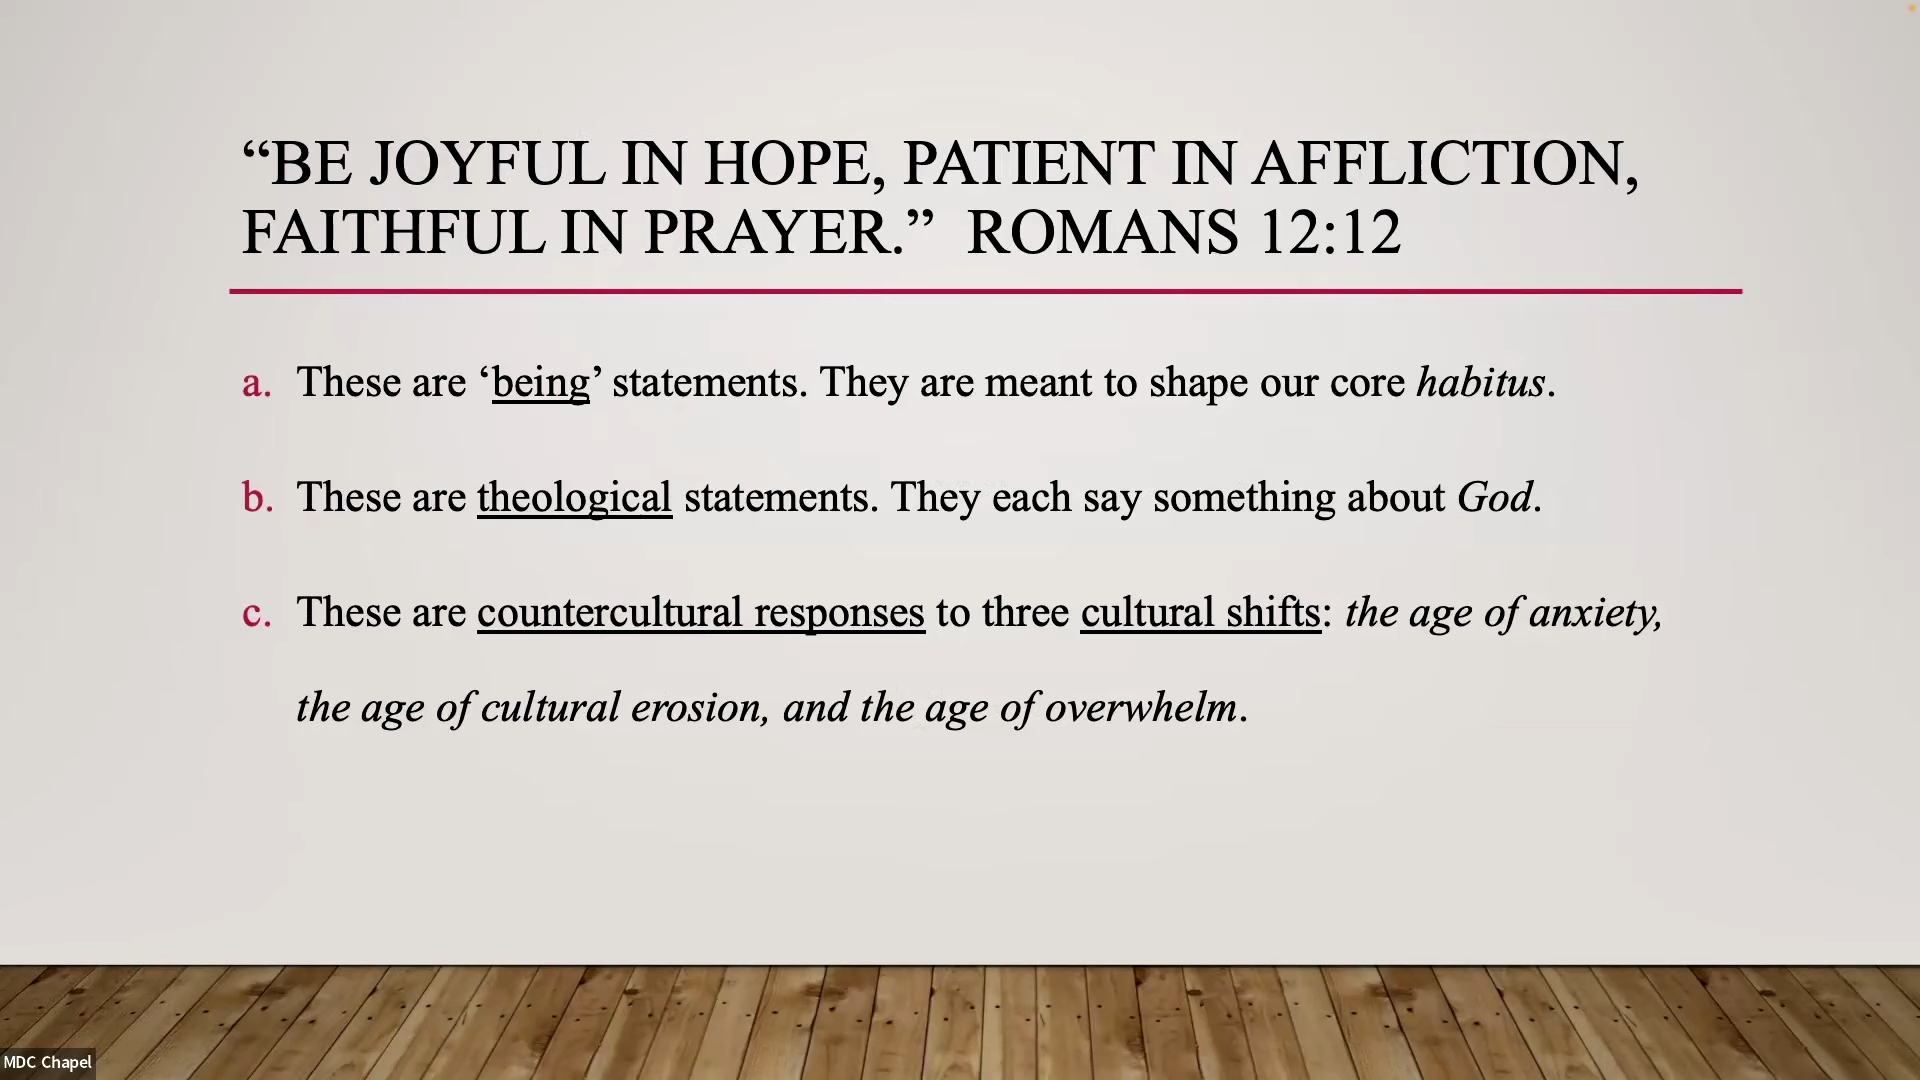 “BE JOYFUL IN HOPE, PATIENT IN AFFLICTION,
FAITHFUL IN PRAYER.” ROMANS 12:12
a. These are ‘being’ statements. They are meant to shape our core habitus.
b. These are theological statements. They each say something about God.
c. These are countercultural responses to three cultural shifts: the age of anxiety,
the age of cultural erosion, and the age of overwhelm.
MDC Chapel